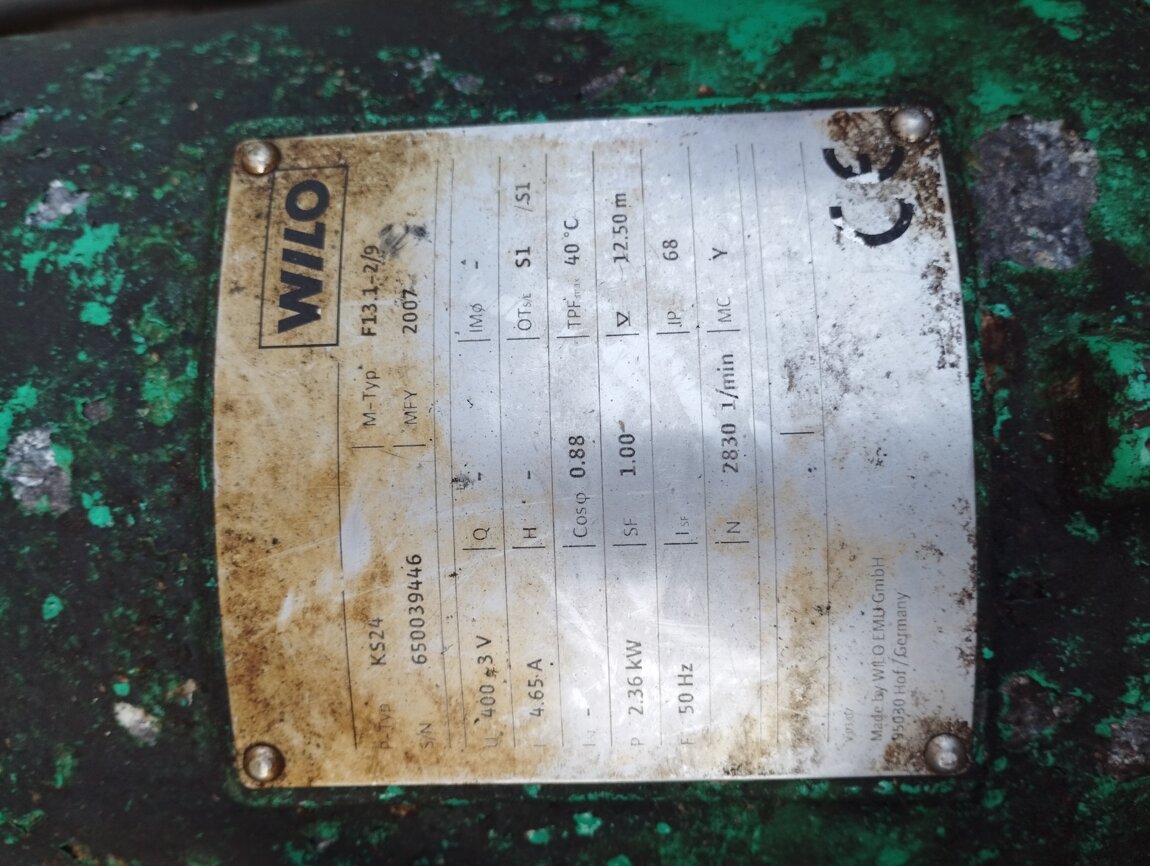 WILO
P-Typ KS24 M-Typ F13.1-2/9
S/N 650039446 MFY 2007
U 400 3 V Q - IMØ -
I 4.65 A H - OTS/E S1 /S1
IST - Cosφ 0.88 TPFmax 40 °C
P 2.36 kW SF 1.00 ∇ 12.50 m
F 50 Hz ISF IP 68
N 2830 1/min MC Y
CE
Made by WILO EMU GmbH
95030 Hof/Germany